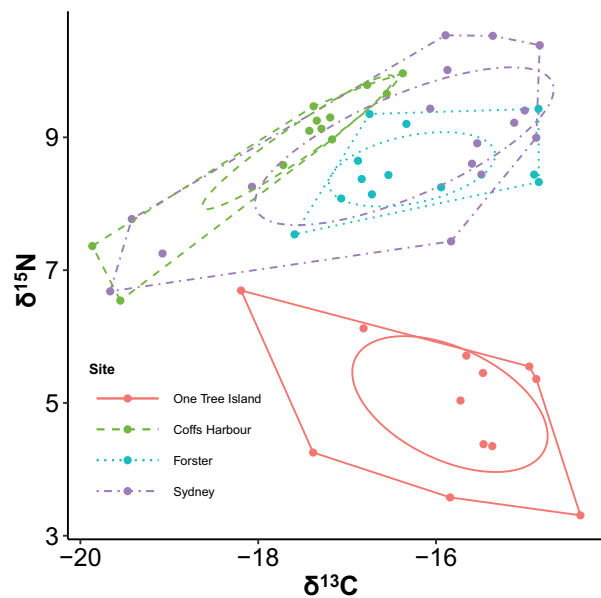 9
7
5
3
δ¹⁵N
Site
One Tree Island
Coffs Harbour
Forster
Sydney
−20
−18
−16
δ¹³C